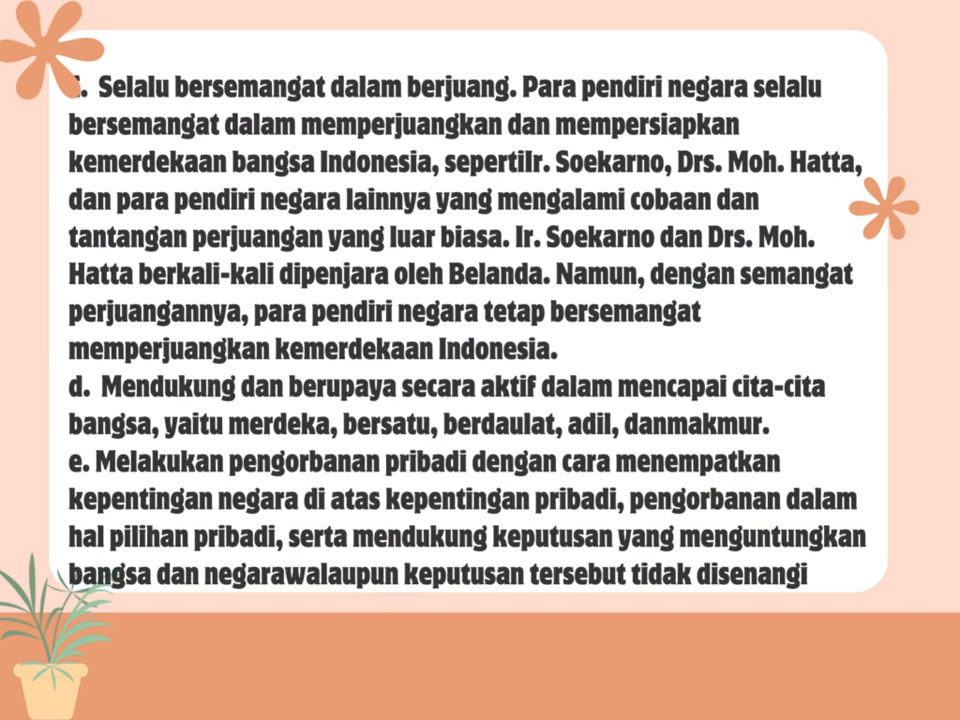 . Selalu bersemangat dalam berjuang. Para pendiri negara selalu
bersemangat dalam memperjuangkan dan mempersiapkan
kemerdekaan bangsa Indonesia, sepertiIr. Soekarno, Drs. Moh. Hatta,
dan para pendiri negara lainnya yang mengalami cobaan dan
tantangan perjuangan yang luar biasa. Ir. Soekarno dan Drs. Moh.
Hatta berkali-kali dipenjara oleh Belanda. Namun, dengan semangat
perjuangannya, para pendiri negara tetap bersemangat
memperjuangkan kemerdekaan Indonesia.
d. Mendukung dan berupaya secara aktif dalam mencapai cita-cita
bangsa, yaitu merdeka, bersatu, berdaulat, adil, danmakmur.
e. Melakukan pengorbanan pribadi dengan cara menempatkan
kepentingan negara di atas kepentingan pribadi, pengorbanan dalam
hal pilihan pribadi, serta mendukung keputusan yang menguntungkan
bangsa dan negarawalaupun keputusan tersebut tidak disenangi